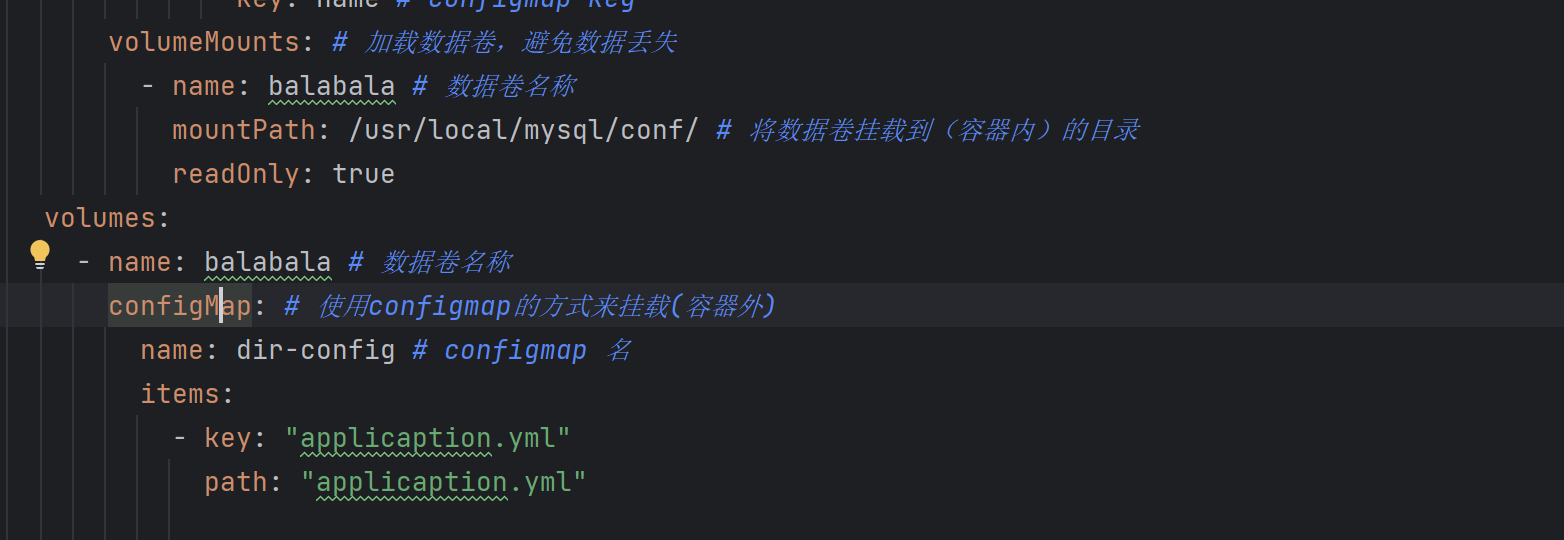 key: name # configmap key
volumeMounts: # 加载数据卷，避免数据丢失
- name: balabala # 数据卷名称
mountPath: /usr/local/mysql/conf/ # 将数据卷挂载到（容器内）的目录
readOnly: true
volumes:
- name: balabala # 数据卷名称
configMap: # 使用configmap的方式来挂载(容器外)
name: dir-config # configmap 名
items:
- key: "applicaption.yml"
path: "applicaption.yml"